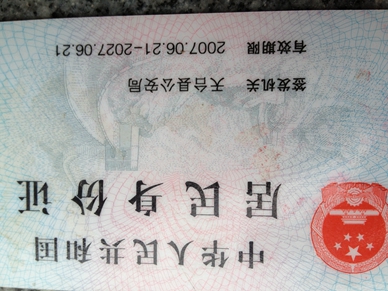 中华人民共和国
居民身份证
签发机关 天台县公安局
有效期限 2007.06.21-2027.06.21